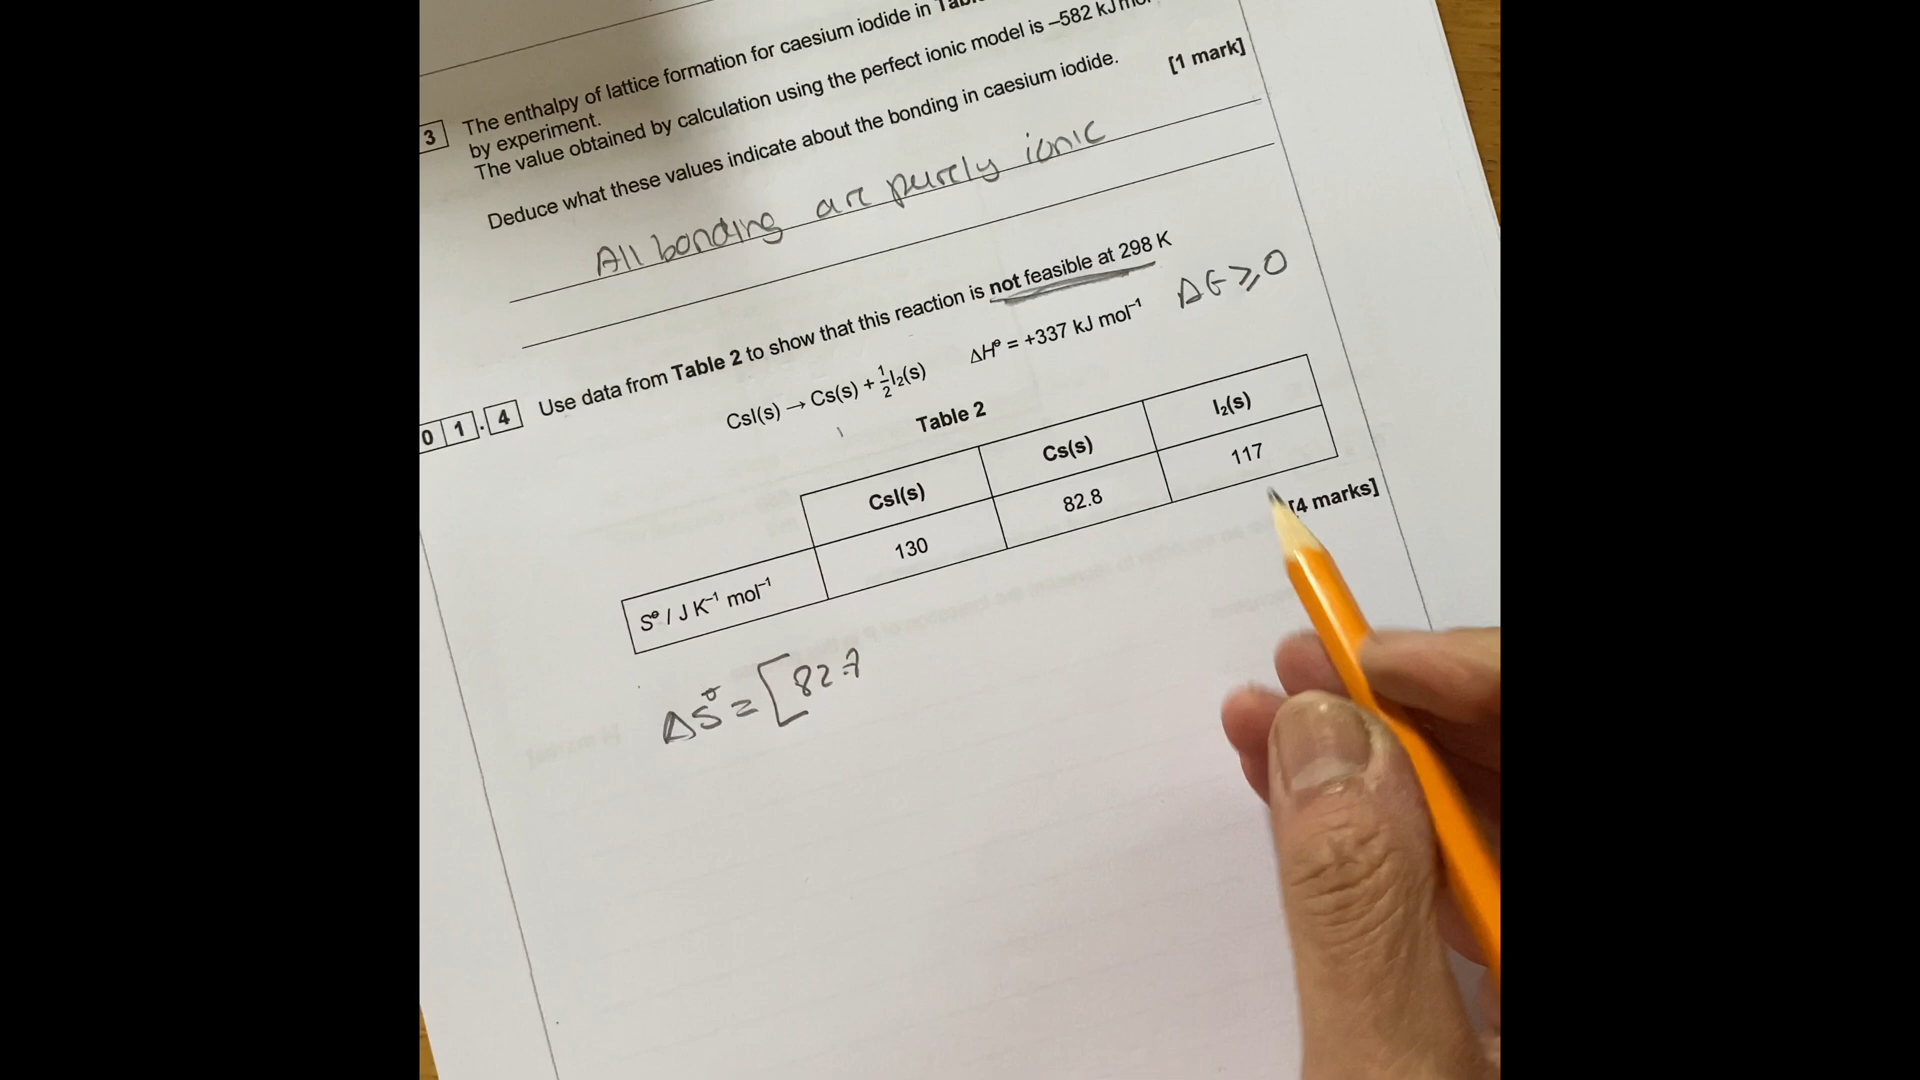 The enthalpy of lattice formation for caesium iodide in
3 by experiment.
The value obtained by calculation using the perfect ionic model is –582 kJ
Deduce what these values indicate about the bonding in caesium iodide.
[1 mark]
All bonding are purely ionic
0 1 . 4 Use data from Table 2 to show that this reaction is not feasible at 298 K
ΔG ⩾ 0
CsI(s) → Cs(s) + 1/2 I₂(s) ΔH° = +337 kJ mol⁻¹
Table 2
CsI(s) Cs(s) I₂(s)
S° / J K⁻¹ mol⁻¹ 130 82.8 117
[4 marks]
ΔS° = [82.7